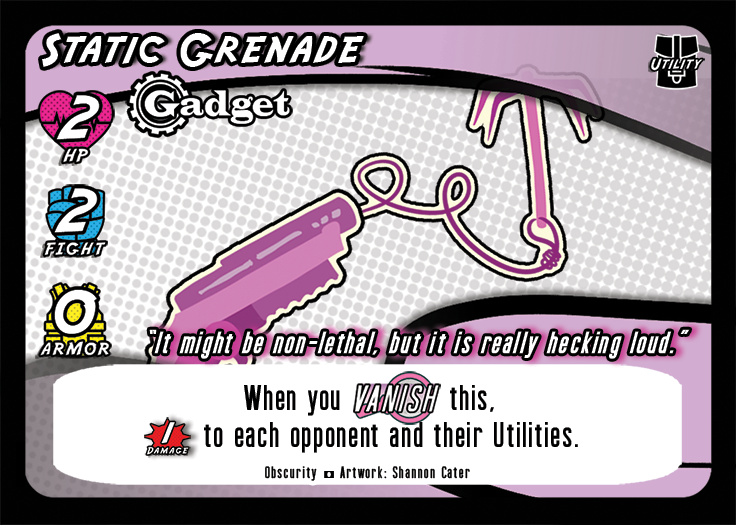 STATIC GRENADE
UTILITY
Gadget
2
HP
2
FIGHT
0
ARMOR
"It might be non-lethal, but it is really hecking loud."
When you VANISH this,
1 DAMAGE to each opponent and their Utilities.
Obscurity Artwork: Shannon Cater